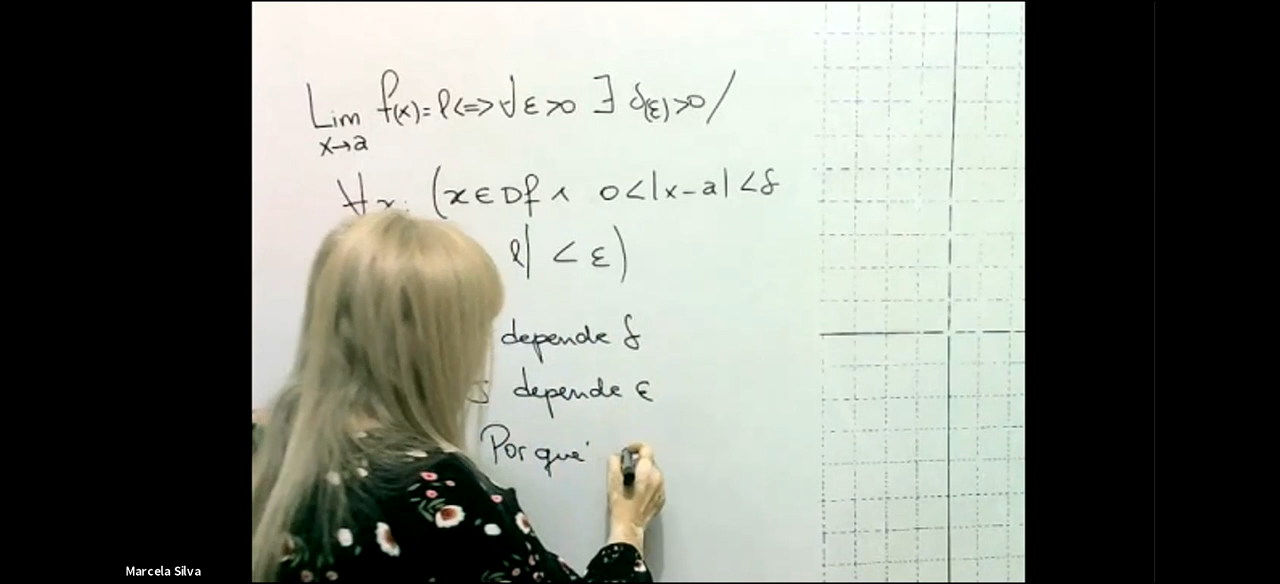 Lim f(x)=l<=>∀ε>0 ∃ δ(ε)>0/
x→a
∀x: (x∈Df ∧ 0<|x-a|<δ
l| < ε)
depende δ
depende ε
Por qué
Marcela Silva